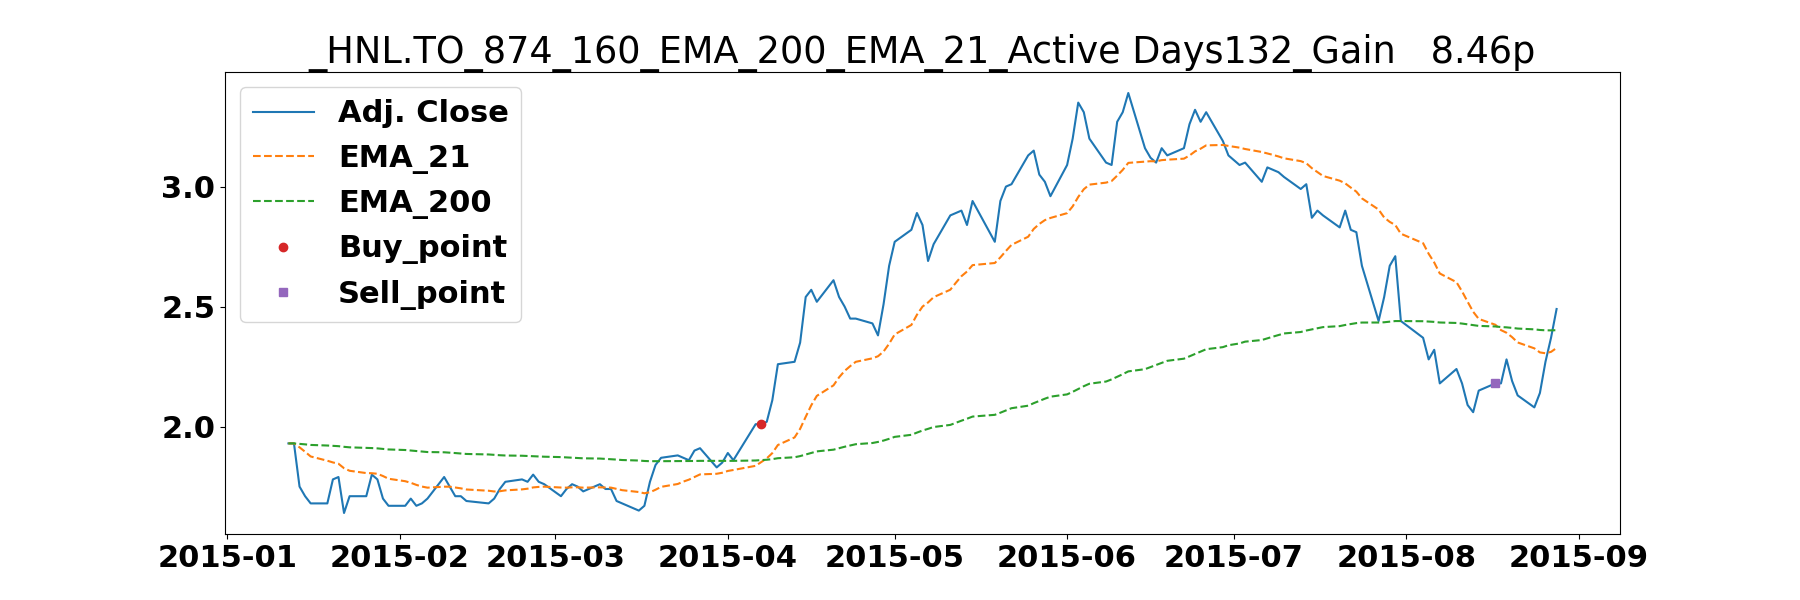 _HNL.TO_874_160_EMA_200_EMA_21_Active Days132_Gain   8.46p
Adj. Close
EMA_21
EMA_200
Buy_point
Sell_point
3.0
2.5
2.0
2015-01 2015-02 2015-03 2015-04 2015-05 2015-06 2015-07 2015-08 2015-09